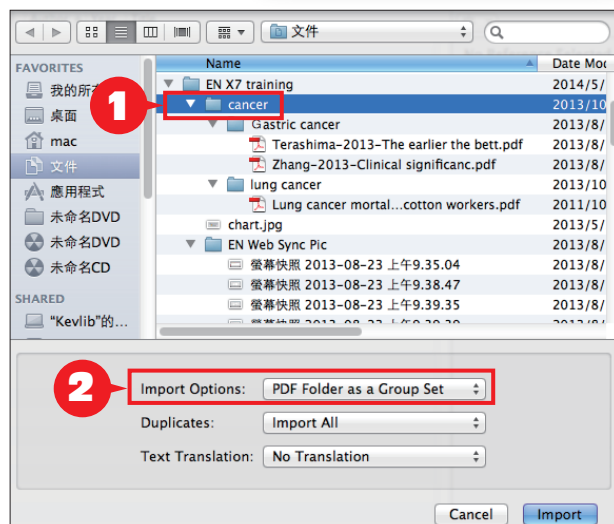 文件
Name Date Mod
FAVORITES
我的所
桌面
mac
文件
應用程式
未命名DVD
未命名DVD
未命名CD
SHARED
"Kevlib"的...
1
EN X7 training 2014/5/
cancer 2013/10
Gastric cancer 2013/8/
Terashima-2013-The earlier the bett.pdf 2013/8/
Zhang-2013-Clinical significanc.pdf 2013/8/
lung cancer 2013/10
Lung cancer mortal...cotton workers.pdf 2011/10
chart.jpg 2013/5/
EN Web Sync Pic 2013/8/
螢幕快照 2013-08-23 上午9.35.04 2013/8/
螢幕快照 2013-08-23 上午9.38.47 2013/8/
螢幕快照 2013-08-23 上午9.39.35 2013/8/
2
Import Options: PDF Folder as a Group Set
Duplicates: Import All
Text Translation: No Translation
Cancel Import